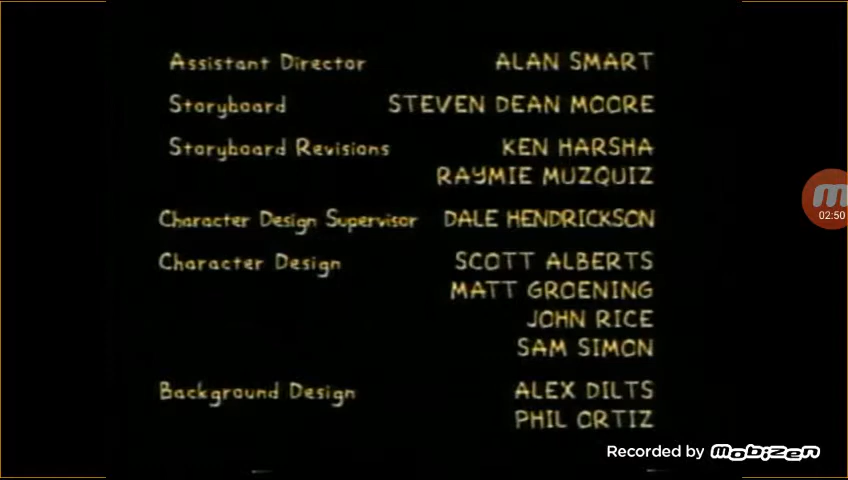 Assistant Director ALAN SMART
Storyboard STEVEN DEAN MOORE
Storyboard Revisions KEN HARSHA
RAYMIE MUZQUIZ
Character Design Supervisor DALE HENDRICKSON
Character Design SCOTT ALBERTS
MATT GROENING
JOHN RICE
SAM SIMON
Background Design ALEX DILTS
PHIL ORTIZ
02:50
Recorded by mobizen